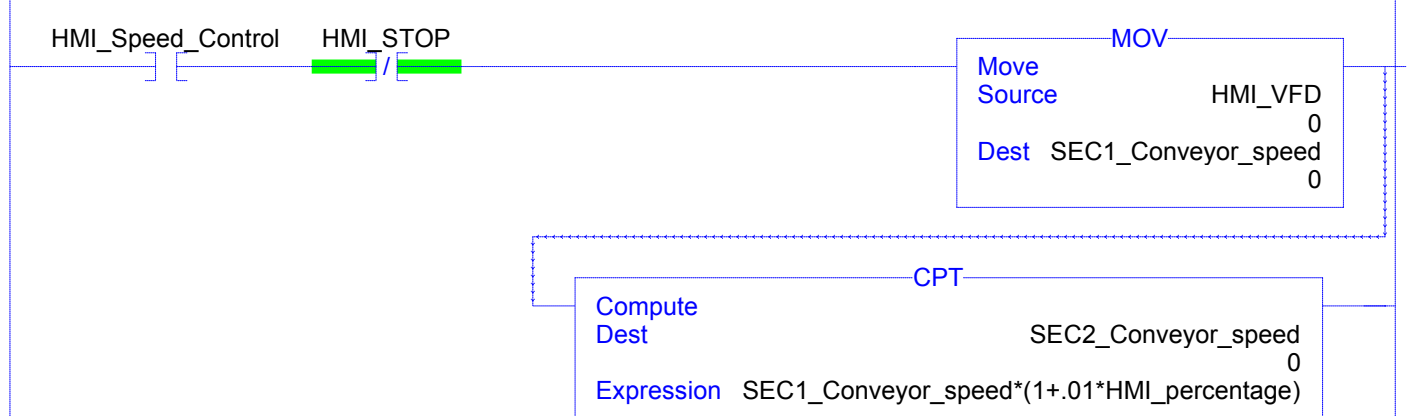 HMI_Speed_Control HMI_STOP MOV
/
Move
Source HMI_VFD
0
Dest SEC1_Conveyor_speed
0
CPT
Compute
Dest SEC2_Conveyor_speed
0
Expression SEC1_Conveyor_speed*(1+.01*HMI_percentage)